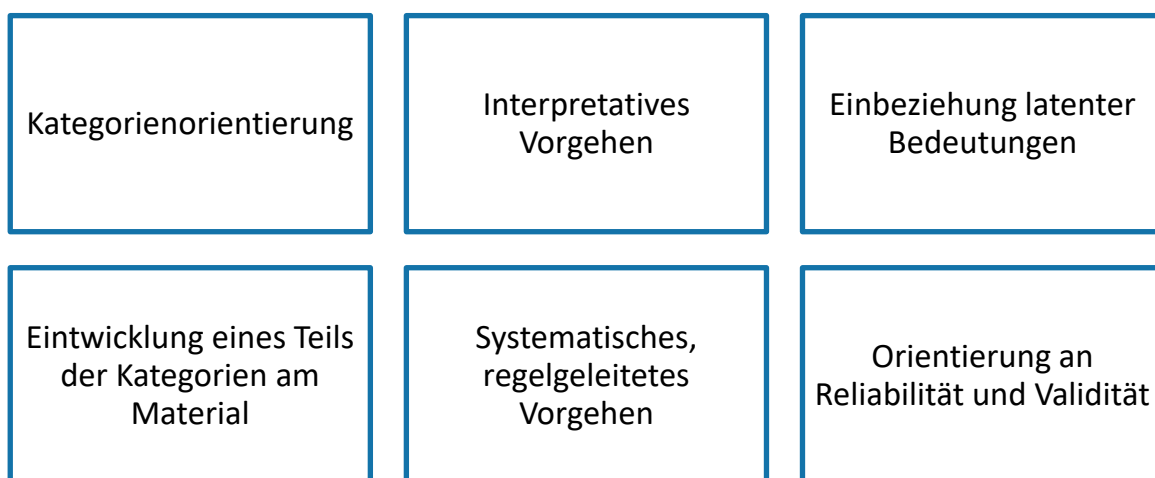 Kategorienorientierung
Interpretatives
Vorgehen
Einbeziehung latenter
Bedeutungen
Eintwicklung eines Teils
der Kategorien am
Material
Systematisches,
regelgeleitetes
Vorgehen
Orientierung an
Reliabilität und Validität